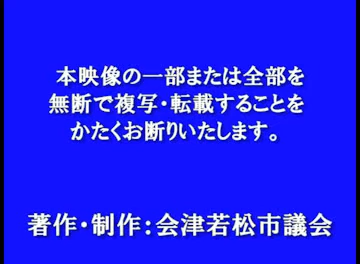 本映像の一部または全部を
無断で複写・転載することを
かたくお断りいたします。
著作・制作：会津若松市議会